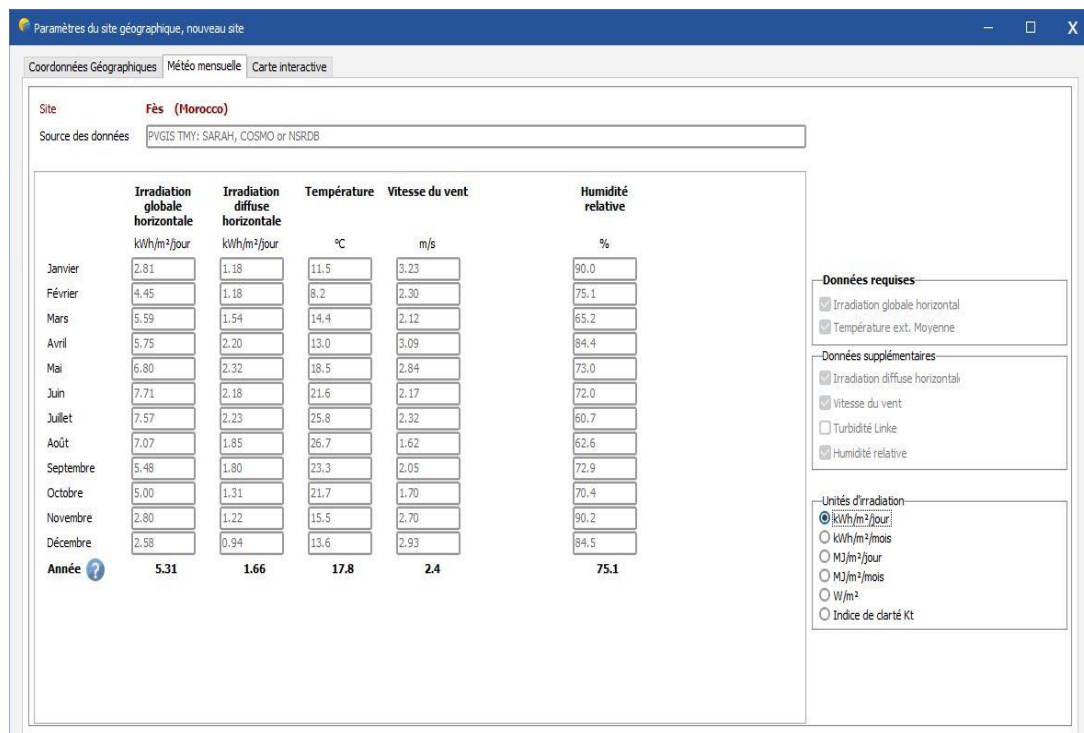 Paramètres du site géographique, nouveau site
Coordonnées Géographiques Météo mensuelle Carte interactive
Site Fès (Morocco)
Source des données PVGIS TMY: SARAH, COSMO or NSRDB
Irradiation globale horizontale Irradiation diffuse horizontale Température Vitesse du vent Humidité relative
kWh/m²/jour kWh/m²/jour °C m/s %
Janvier 2.81 1.18 11.5 3.23 90.0
Février 4.45 1.18 8.2 2.30 75.1
Mars 5.59 1.54 14.4 2.12 65.2
Avril 5.75 2.20 13.0 3.09 84.4
Mai 6.80 2.32 18.5 2.84 73.0
Juin 7.71 2.18 21.6 2.17 72.0
Juillet 7.57 2.23 25.8 2.32 60.7
Août 7.07 1.85 26.7 1.62 62.6
Septembre 5.48 1.80 23.3 2.05 72.9
Octobre 5.00 1.31 21.7 1.70 70.4
Novembre 2.80 1.22 15.5 2.70 90.2
Décembre 2.58 0.94 13.6 2.93 84.5
Année ? 5.31 1.66 17.8 2.4 75.1
Données requises
Irradiation globale horizontal
Température ext. Moyenne
Données supplémentaires
Irradiation diffuse horizontale
Vitesse du vent
Turbidité Linke
Humidité relative
Unités d'irradiation
kWh/m²/jour
kWh/m²/mois
MJ/m²/jour
MJ/m²/mois
W/m²
Indice de clarté Kt